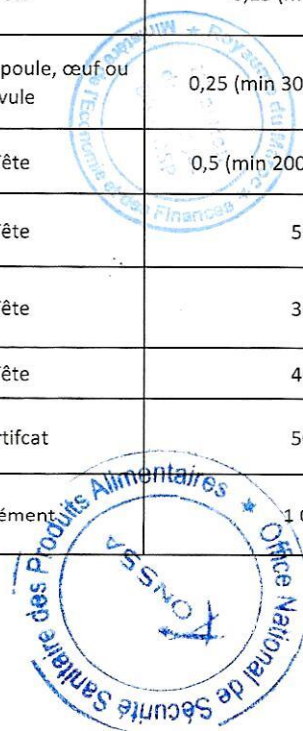 poule, œuf ou
vule
0,25 (min 30
ête
0,5 (min 200
ête
5
ête
3
ête
4
rtifcat
5
ément
1 0
Royaume du Maroc ★ Ministère de l'Economie et des Finances ★
Office National de Sécurité Sanitaire des Produits Alimentaires ★
ONSSA